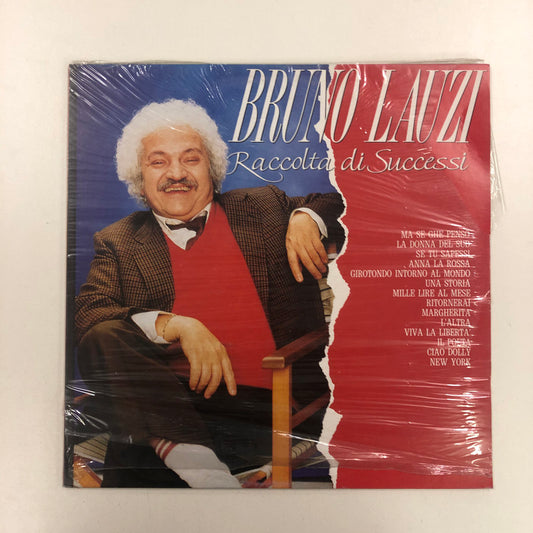 BRUNO LAUZI
Raccolta di Successi
MA SE GHE PENSO
LA DONNA DEL SUD
SE TU SAPESSI
ANNA LA ROSSA
GIROTONDO INTORNO AL MONDO
UNA STORIA
MILLE LIRE AL MESE
RITORNERAI
MARGHERITA
L'ALTRA
VIVA LA LIBERTA'
IL POETA
CIAO DOLLY
NEW YORK